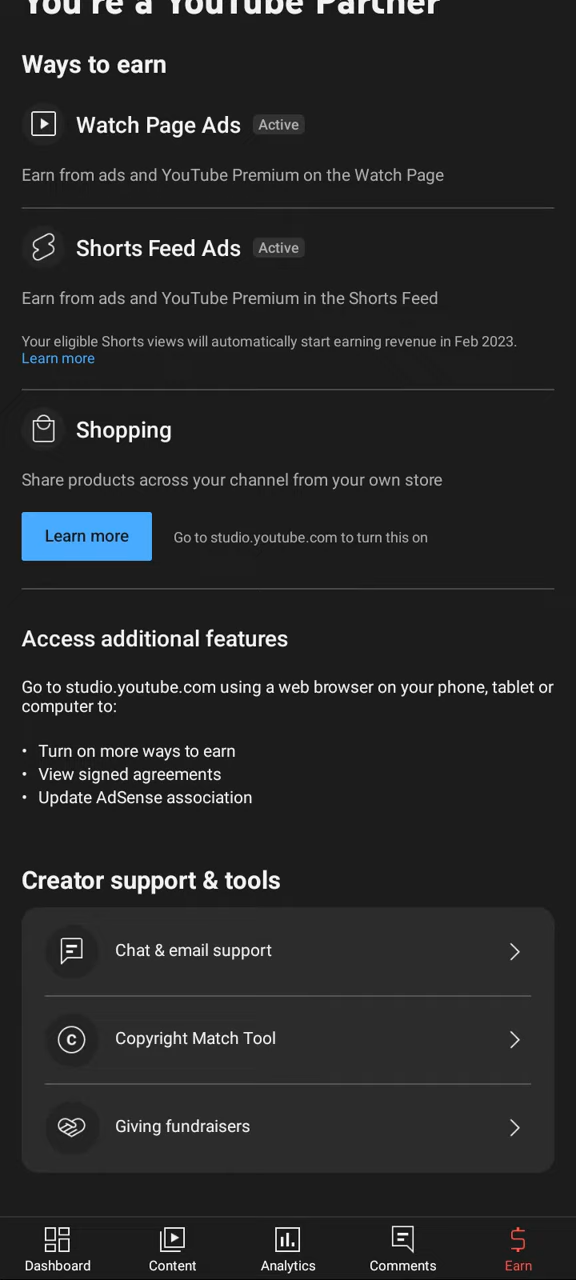 You're a YouTube Partner
Ways to earn
Watch Page Ads Active
Earn from ads and YouTube Premium on the Watch Page
Shorts Feed Ads Active
Earn from ads and YouTube Premium in the Shorts Feed
Your eligible Shorts views will automatically start earning revenue in Feb 2023.
Learn more
Shopping
Share products across your channel from your own store
Learn more Go to studio.youtube.com to turn this on
Access additional features
Go to studio.youtube.com using a web browser on your phone, tablet or
computer to:
• Turn on more ways to earn
• View signed agreements
• Update AdSense association
Creator support & tools
Chat & email support
Copyright Match Tool
Giving fundraisers
Dashboard Content Analytics Comments Earn